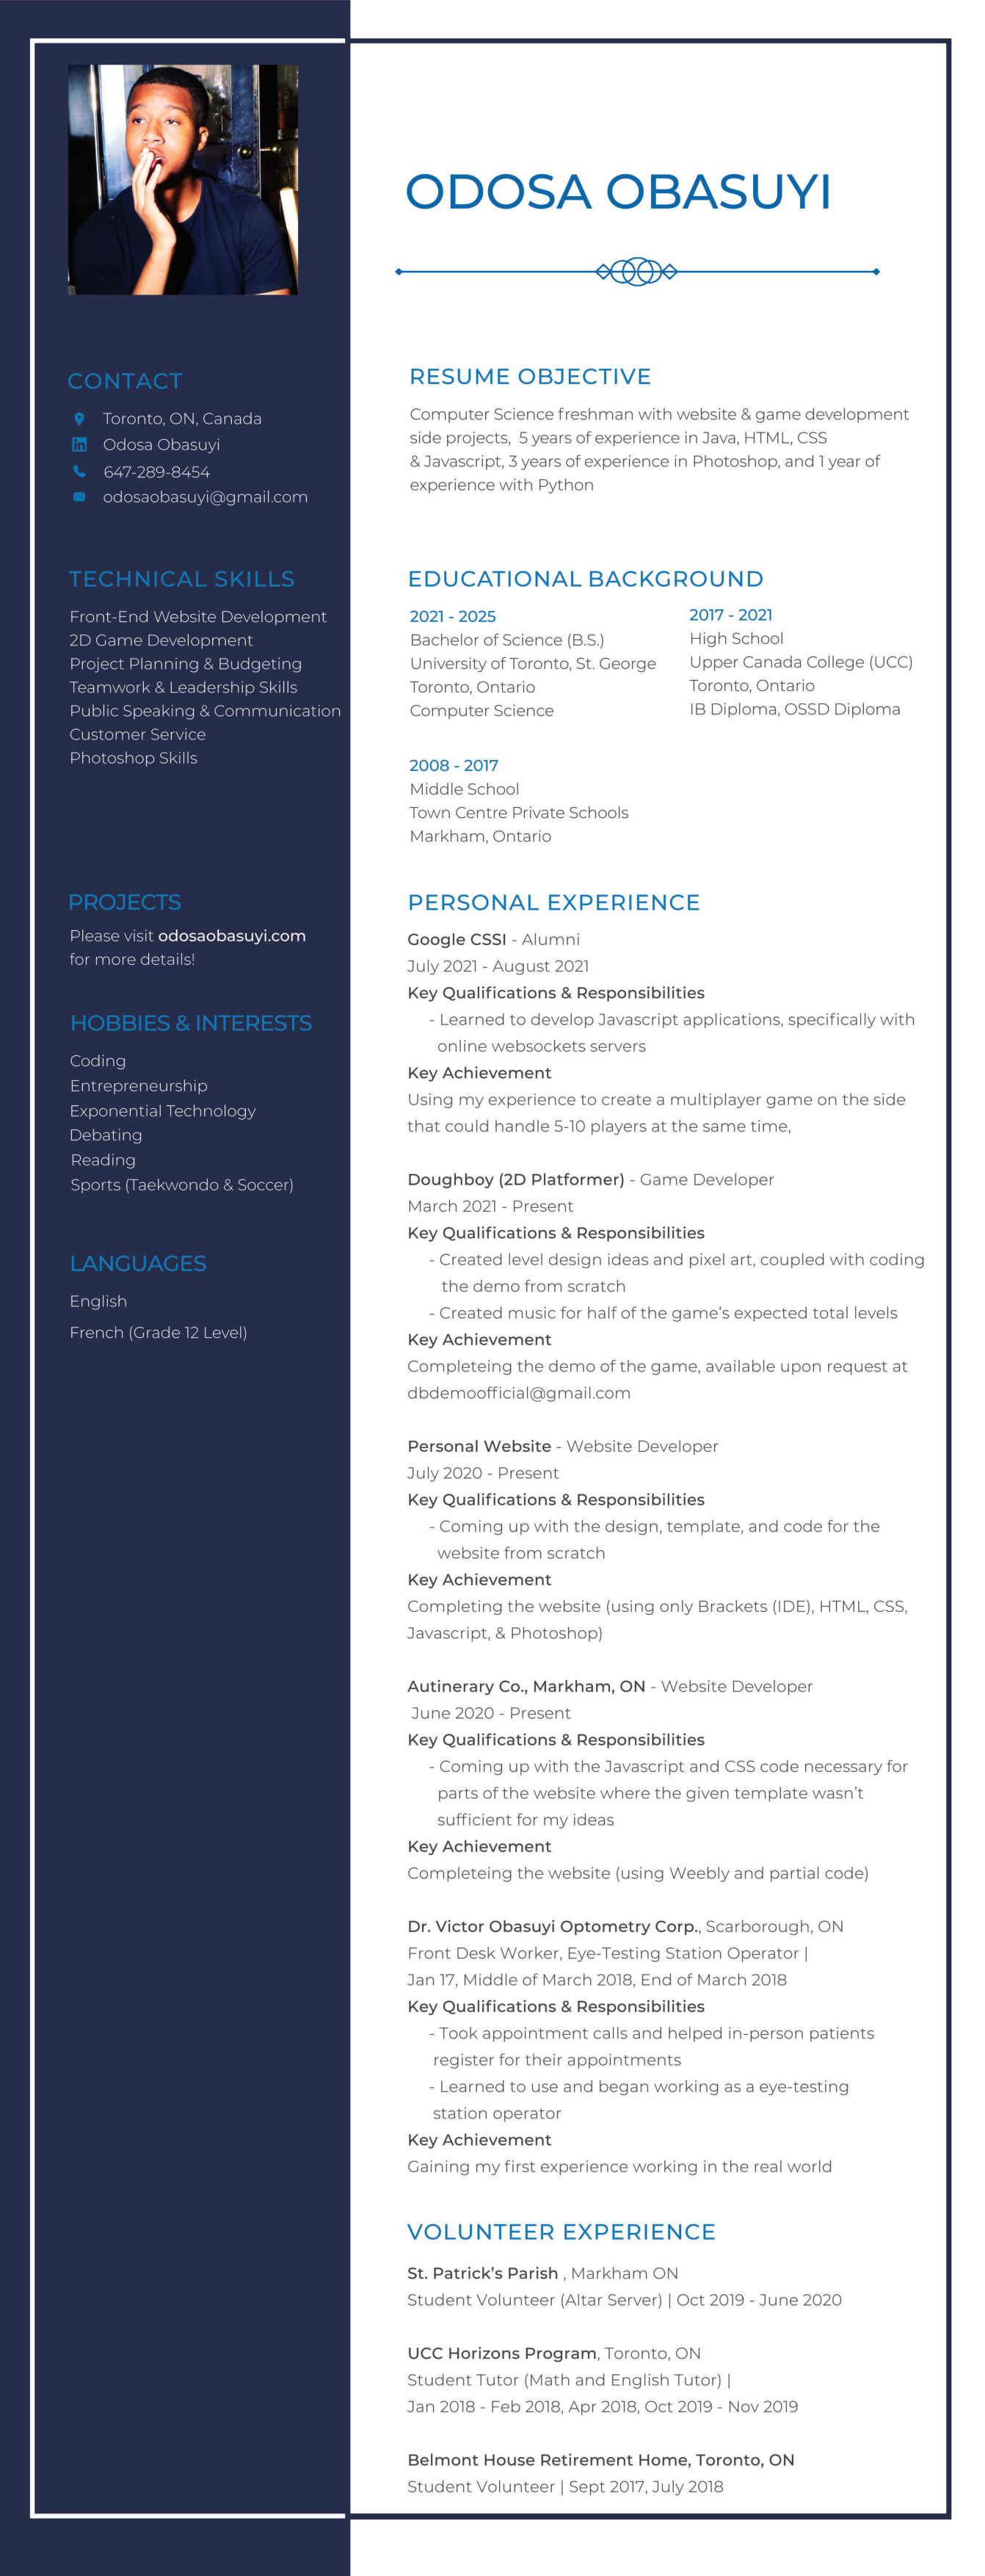 ODOSA OBASUYI
CONTACT
Toronto, ON, Canada
Odosa Obasuyi
647-289-8454
odosaobasuyi@gmail.com
TECHNICAL SKILLS
Front-End Website Development
2D Game Development
Project Planning & Budgeting
Teamwork & Leadership Skills
Public Speaking & Communication
Customer Service
Photoshop Skills
PROJECTS
Please visit odosaobasuyi.com
for more details!
HOBBIES & INTERESTS
Coding
Entrepreneurship
Exponential Technology
Debating
Reading
Sports (Taekwondo & Soccer)
LANGUAGES
English
French (Grade 12 Level)
RESUME OBJECTIVE
Computer Science freshman with website & game development
side projects, 5 years of experience in Java, HTML, CSS
& Javascript, 3 years of experience in Photoshop, and 1 year of
experience with Python
EDUCATIONAL BACKGROUND
2021 - 2025
Bachelor of Science (B.S.)
University of Toronto, St. George
Toronto, Ontario
Computer Science
2017 - 2021
High School
Upper Canada College (UCC)
Toronto, Ontario
IB Diploma, OSSD Diploma
2008 - 2017
Middle School
Town Centre Private Schools
Markham, Ontario
PERSONAL EXPERIENCE
Google CSSI - Alumni
July 2021 - August 2021
Key Qualifications & Responsibilities
- Learned to develop Javascript applications, specifically with
online websockets servers
Key Achievement
Using my experience to create a multiplayer game on the side
that could handle 5-10 players at the same time,
Doughboy (2D Platformer) - Game Developer
March 2021 - Present
Key Qualifications & Responsibilities
- Created level design ideas and pixel art, coupled with coding
the demo from scratch
- Created music for half of the game's expected total levels
Key Achievement
Completeing the demo of the game, available upon request at
dbdemoofficial@gmail.com
Personal Website - Website Developer
July 2020 - Present
Key Qualifications & Responsibilities
- Coming up with the design, template, and code for the
website from scratch
Key Achievement
Completing the website (using only Brackets (IDE), HTML, CSS,
Javascript, & Photoshop)
Autinerary Co., Markham, ON - Website Developer
June 2020 - Present
Key Qualifications & Responsibilities
- Coming up with the Javascript and CSS code necessary for
parts of the website where the given template wasn't
sufficient for my ideas
Key Achievement
Completeing the website (using Weebly and partial code)
Dr. Victor Obasuyi Optometry Corp., Scarborough, ON
Front Desk Worker, Eye-Testing Station Operator |
Jan 17, Middle of March 2018, End of March 2018
Key Qualifications & Responsibilities
- Took appointment calls and helped in-person patients
register for their appointments
- Learned to use and began working as a eye-testing
station operator
Key Achievement
Gaining my first experience working in the real world
VOLUNTEER EXPERIENCE
St. Patrick's Parish , Markham ON
Student Volunteer (Altar Server) | Oct 2019 - June 2020
UCC Horizons Program, Toronto, ON
Student Tutor (Math and English Tutor) |
Jan 2018 - Feb 2018, Apr 2018, Oct 2019 - Nov 2019
Belmont House Retirement Home, Toronto, ON
Student Volunteer | Sept 2017, July 2018